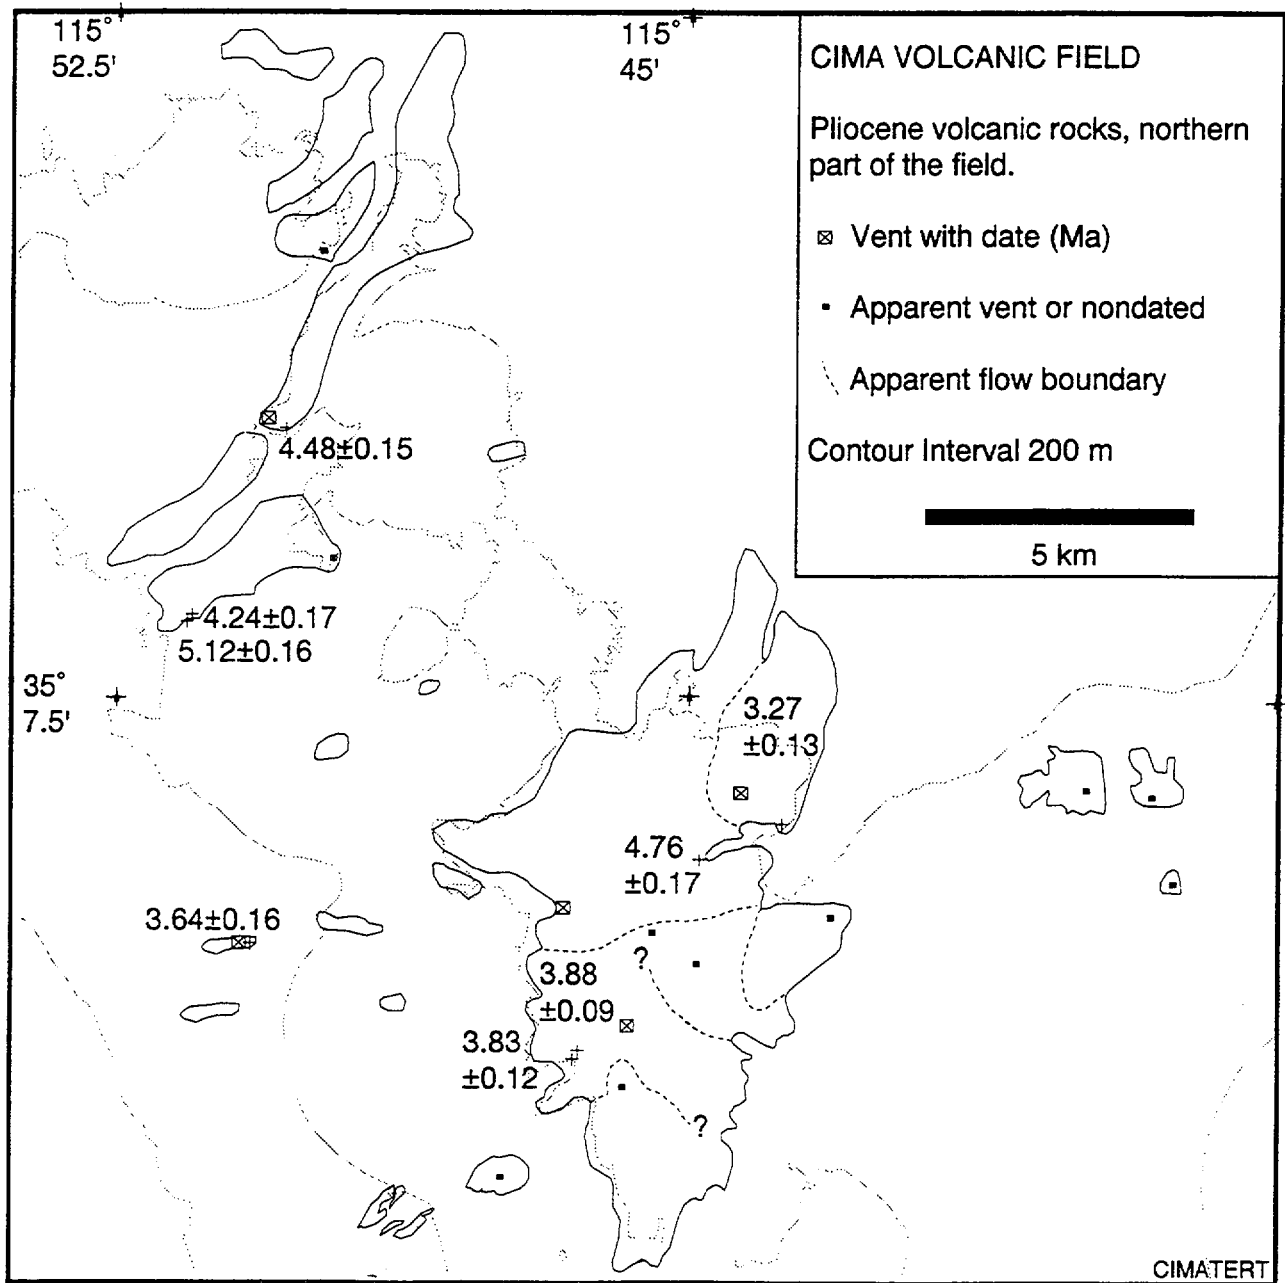 115°
52.5'
115°
45'
CIMA VOLCANIC FIELD
Pliocene volcanic rocks, northern
part of the field.
Vent with date (Ma)
Apparent vent or nondated
Apparent flow boundary
Contour Interval 200 m
5 km
4.48±0.15
4.24±0.17
5.12±0.16
35°
7.5'
3.27
±0.13
4.76
±0.17
3.64±0.16
?
3.88
±0.09
3.83
±0.12
?
CIMATERT